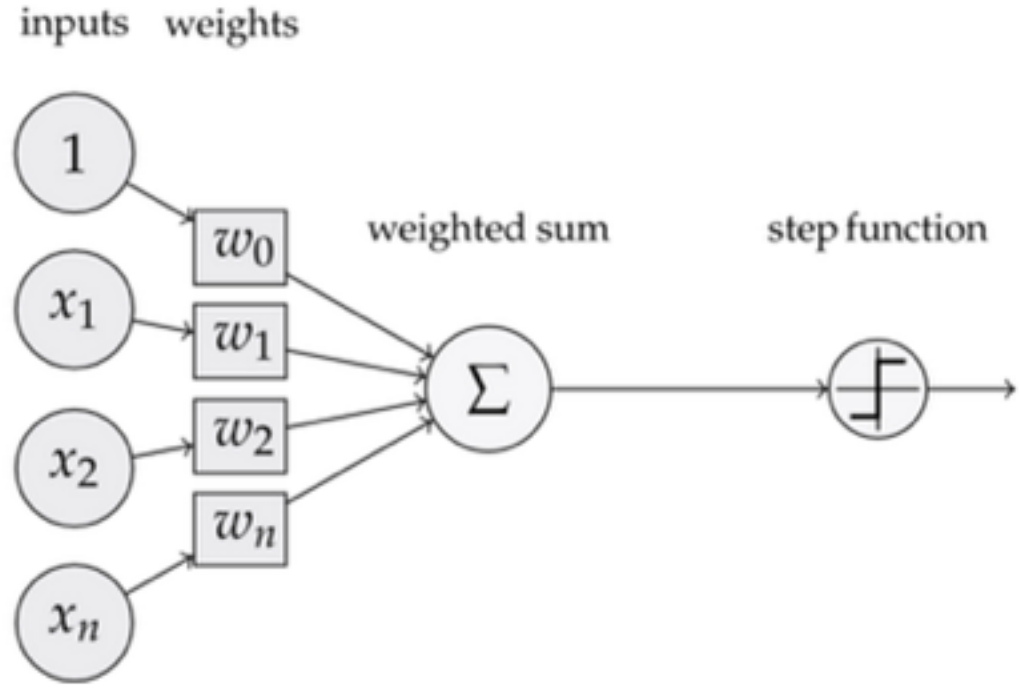 inputs weights
1
w₀
weighted sum
step function
x₁
w₁
Σ
x₂
w₂
wₙ
xₙ